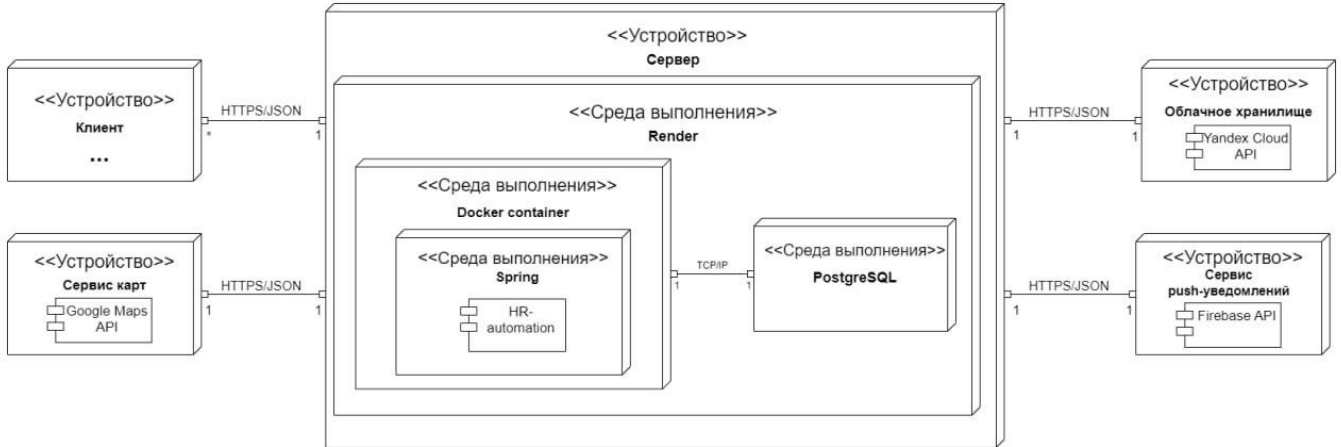 <<Устройство>>
Сервер
<<Устройство>>
Клиент
...
HTTPS/JSON
*
1
<<Устройство>>
Сервис карт
Google Maps
API
HTTPS/JSON
1
1
<<Среда выполнения>>
Render
<<Среда выполнения>>
Docker container
<<Среда выполнения>>
Spring
HR-
automation
TCP/IP
1
1
<<Среда выполнения>>
PostgreSQL
HTTPS/JSON
1
1
<<Устройство>>
Облачное хранилище
Yandex Cloud
API
HTTPS/JSON
1
1
<<Устройство>>
Сервис
push-уведомлений
Firebase API